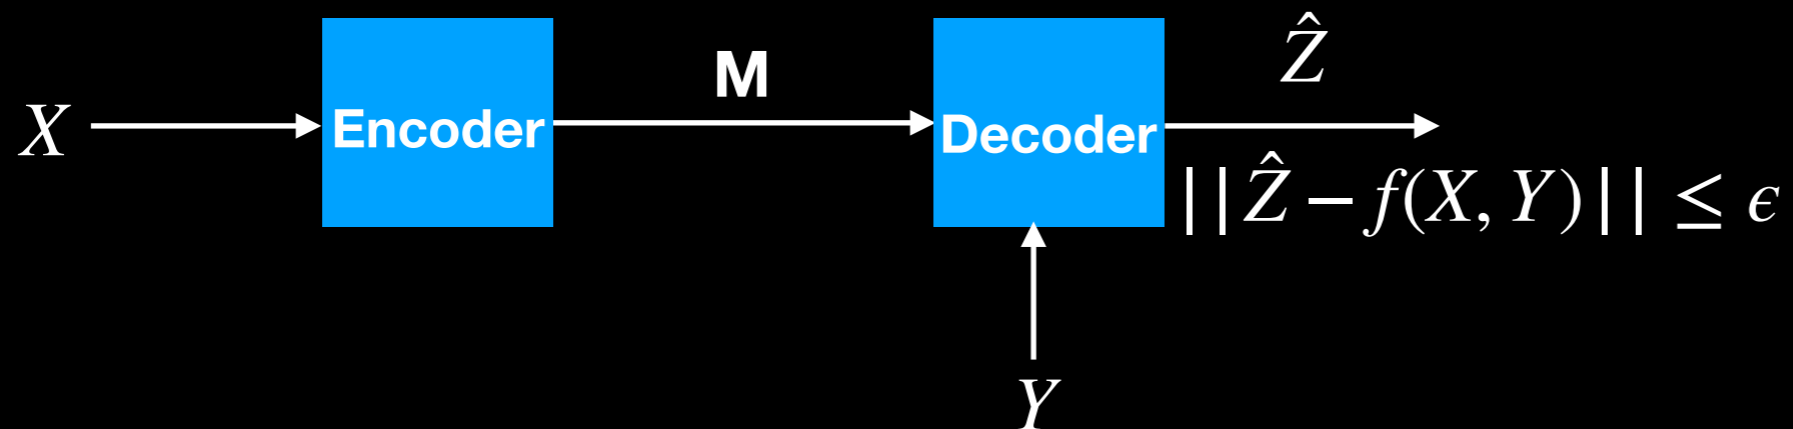 X
Encoder
M
Decoder
Ẑ
||Ẑ − f(X, Y)|| ≤ ϵ
Y